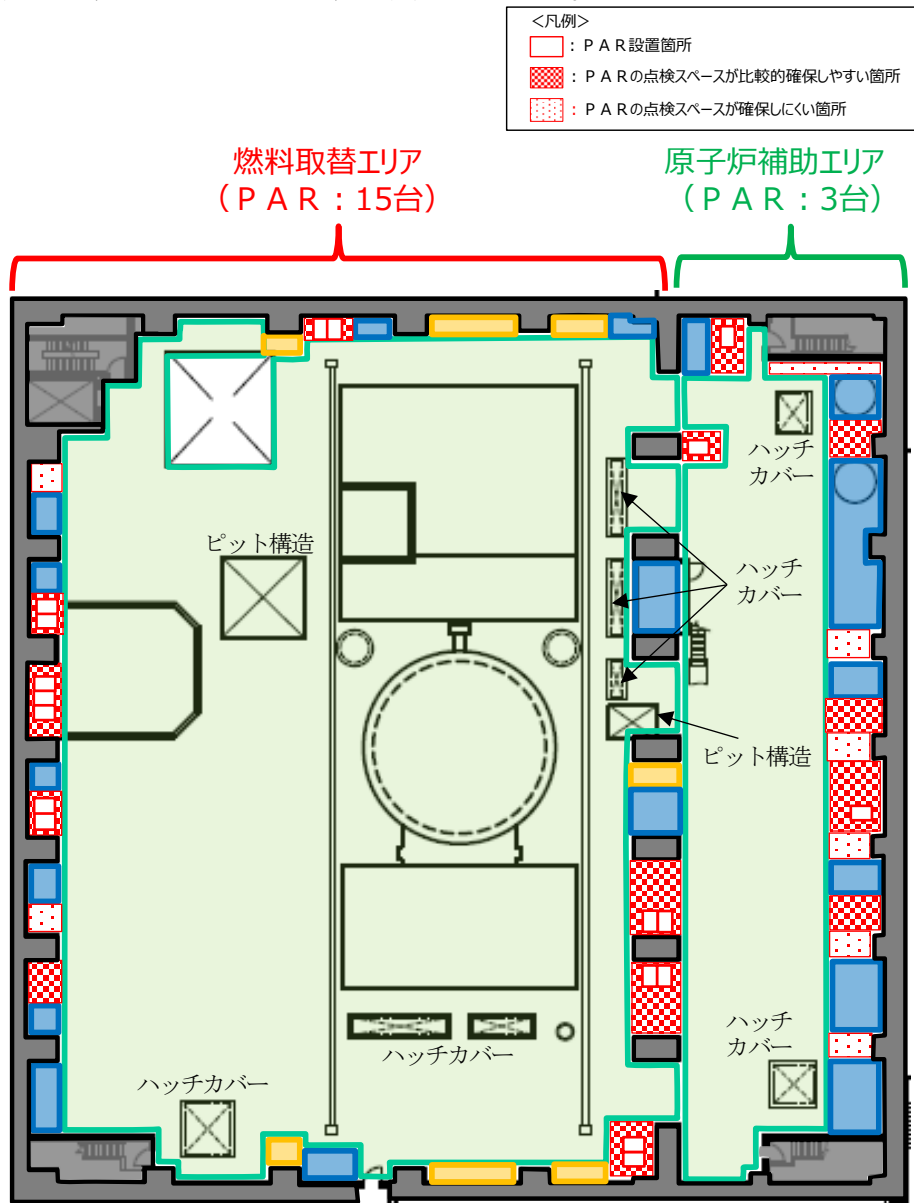 ＜凡例＞
：ＰＡＲ設置箇所
：ＰＡＲの点検スペースが比較的確保しやすい箇所
：ＰＡＲの点検スペースが確保しにくい箇所
燃料取替エリア
（ＰＡＲ：15台）
原子炉補助エリア
（ＰＡＲ：3台）
ハッチ
カバー
ピット構造
ハッチ
カバー
ピット構造
ハッチ
カバー
ハッチカバー
ハッチカバー